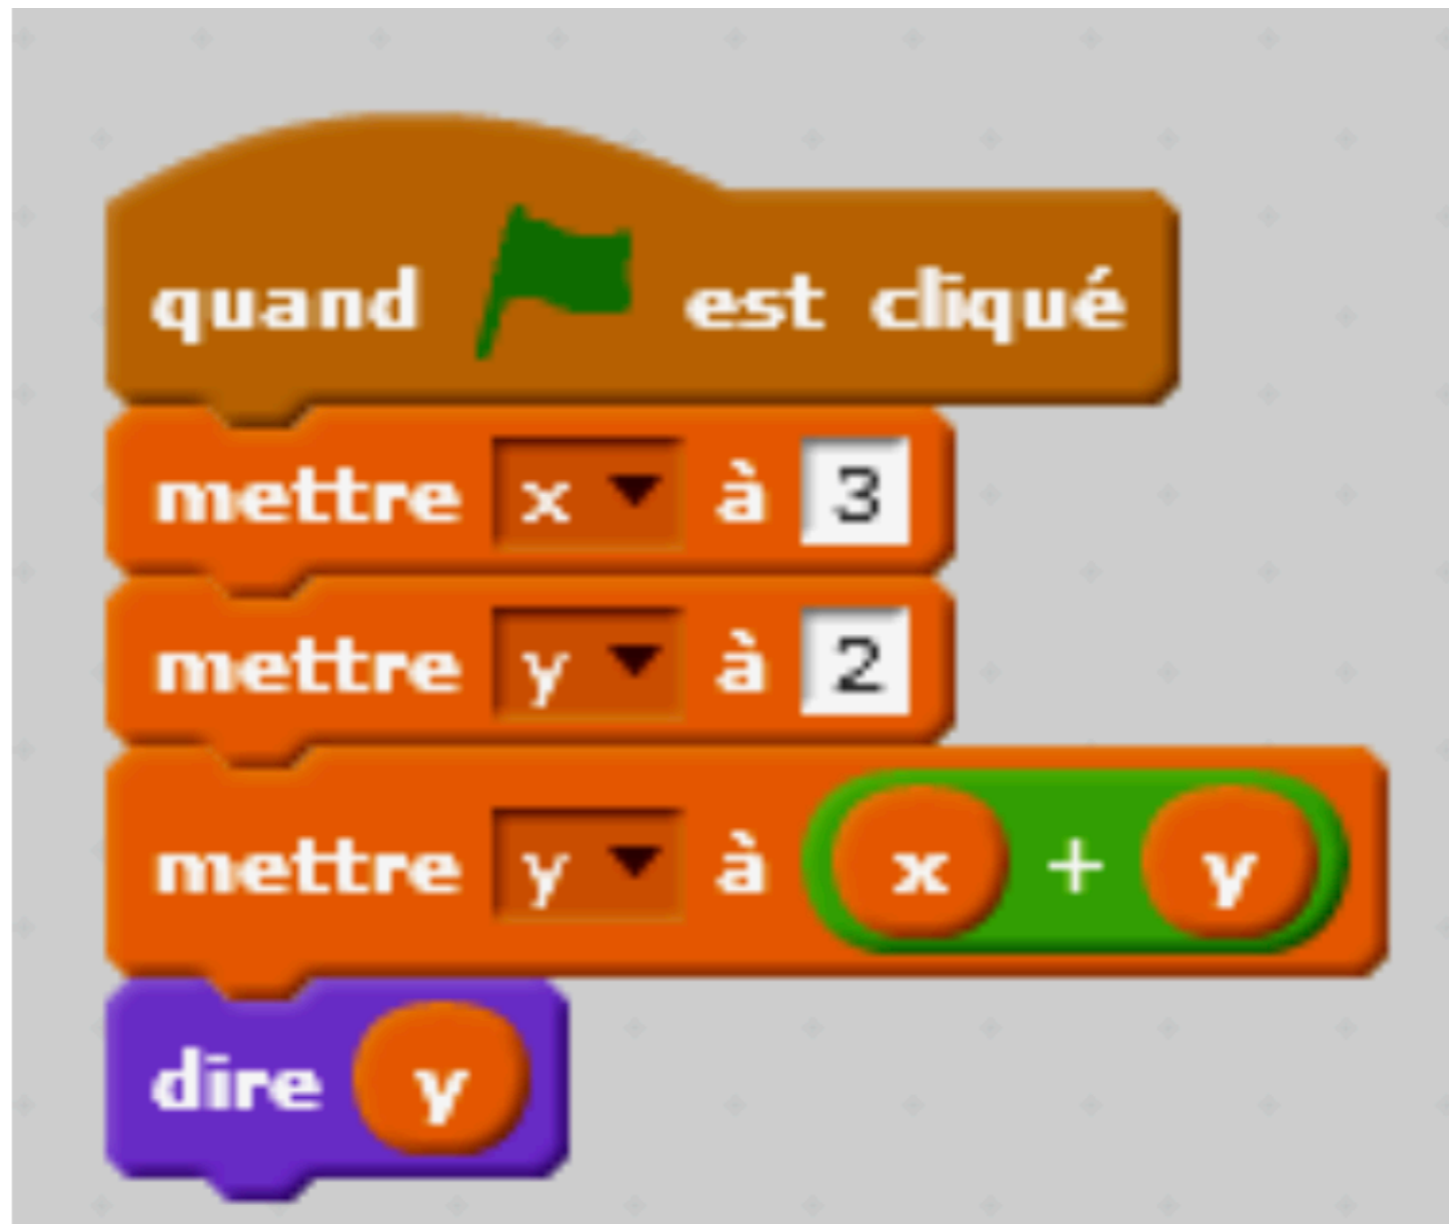 quand est cliqué
mettre x à 3
mettre y à 2
mettre y à x + y
dire y